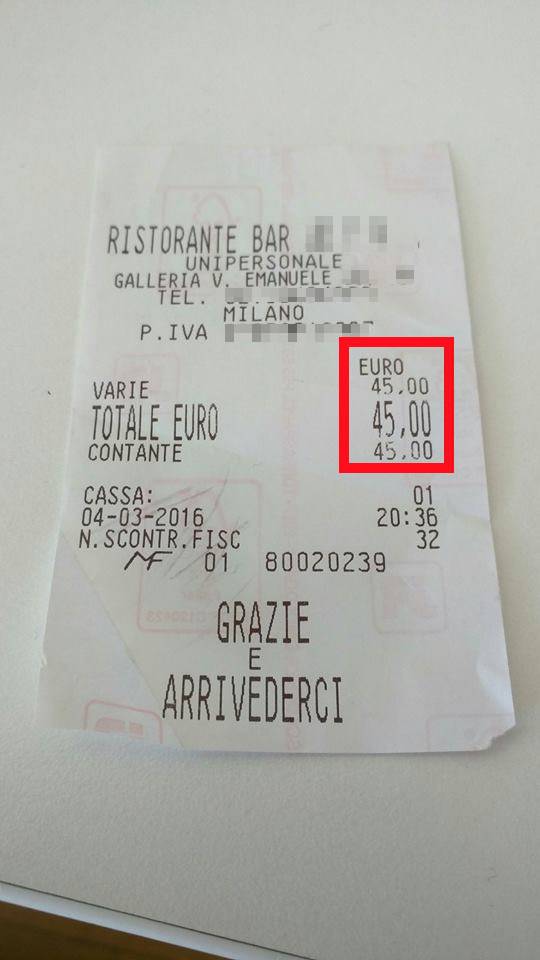 RISTORANTE BAR
UNIPERSONALE
GALLERIA V. EMANUELE
TEL.
MILANO
P.IVA
EURO
VARIE 45,00
TOTALE EURO 45,00
CONTANTE 45,00
CASSA: 01
04-03-2016 20:36
N.SCONTR.FISC 32
MF 01 80020239
GRAZIE
E
ARRIVEDERCI